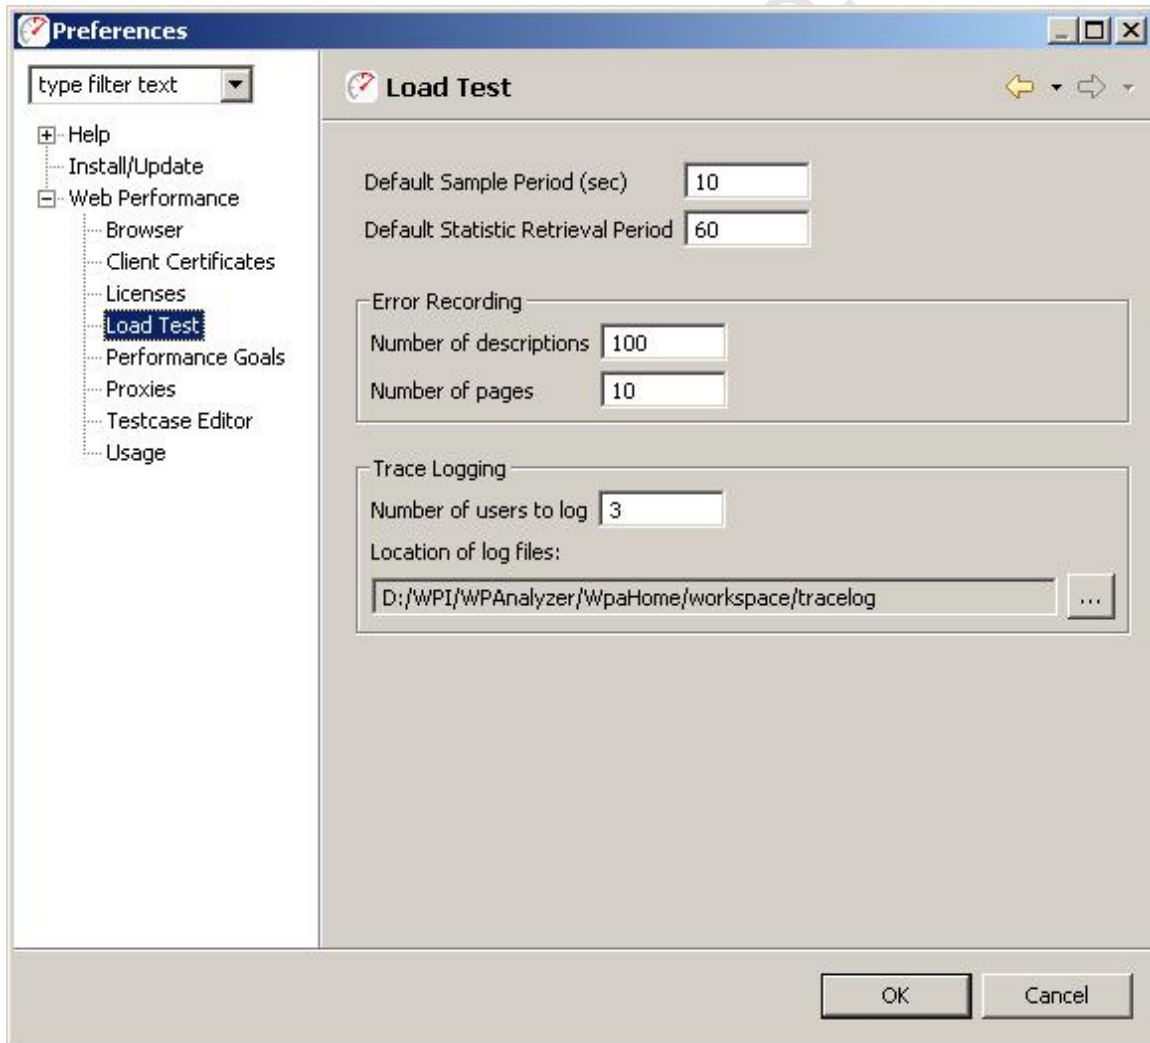 Preferences
type filter text
Help
Install/Update
Web Performance
Browser
Client Certificates
Licenses
Load Test
Performance Goals
Proxies
Testcase Editor
Usage
Load Test
Default Sample Period (sec) 10
Default Statistic Retrieval Period 60
Error Recording
Number of descriptions 100
Number of pages 10
Trace Logging
Number of users to log 3
Location of log files:
D:/WPI/WPAnalyzer/WpaHome/workspace/tracelog ...
OK Cancel